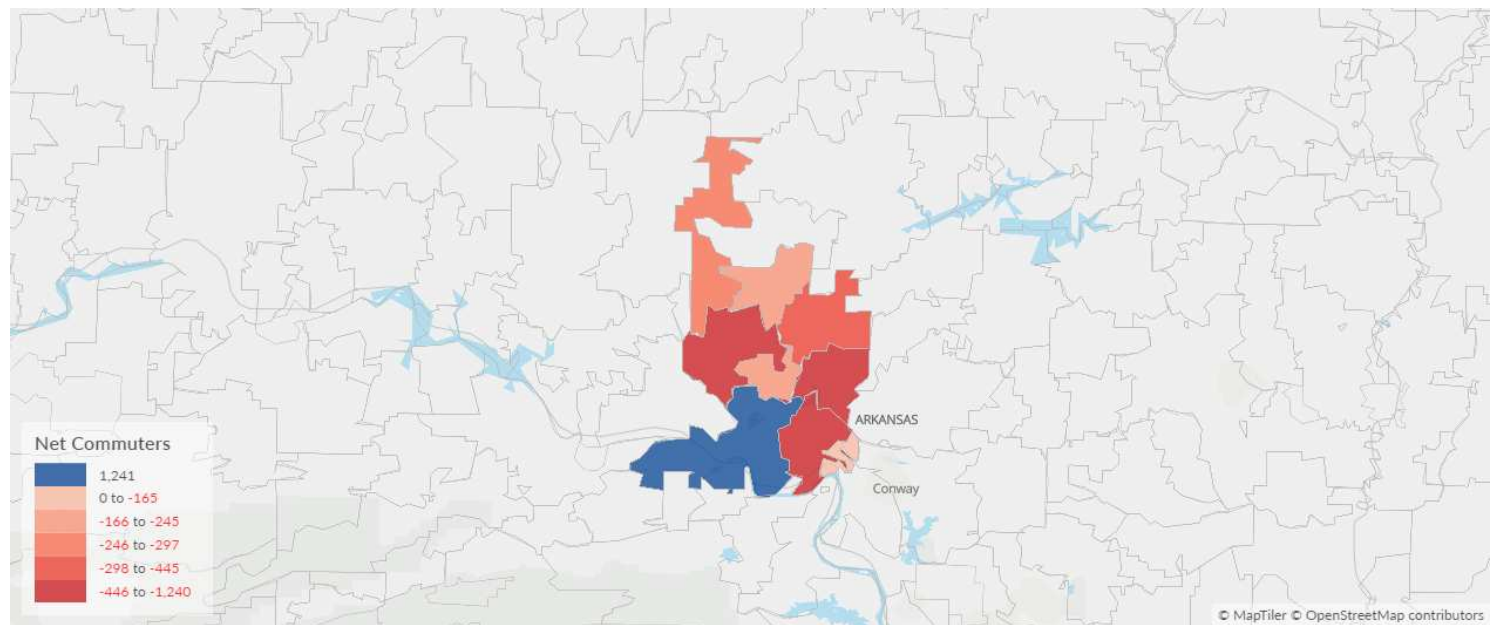 ARKANSAS
Conway
Net Commuters
1,241
0 to -165
-166 to -245
-246 to -297
-298 to -445
-446 to -1,240
© MapTiler © OpenStreetMap contributors